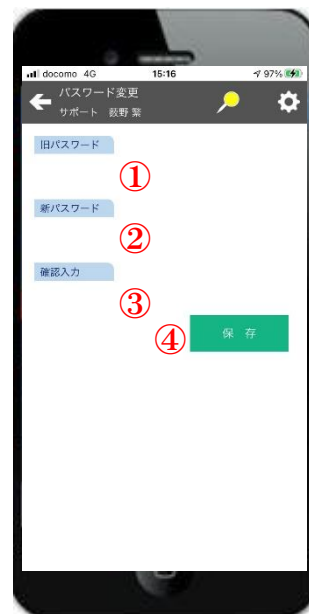 docomo 4G 15:16 97%
パスワード変更
サポート 萩野 繁
旧パスワード
①
新パスワード
②
確認入力
③
④ 保 存